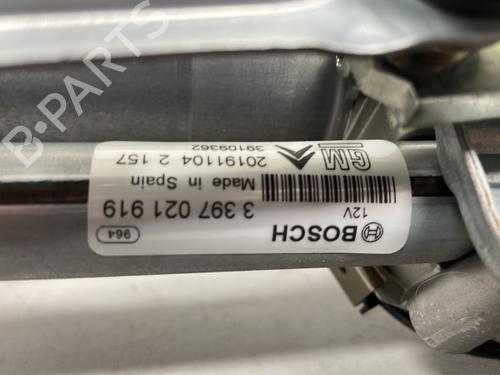 BOSCH
964
12V
3 397 021 919
Made in Spain
20191104 2 157
GM
39109362
B-PARTS